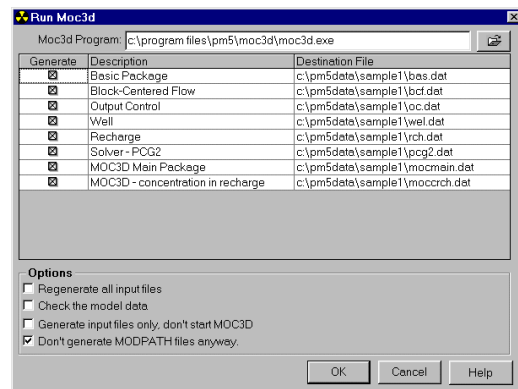 Run Moc3d
Moc3d Program: c:\program files\pm5\moc3d\moc3d.exe
Generate Description Destination File
Basic Package c:\pm5data\sample1\bas.dat
Block-Centered Flow c:\pm5data\sample1\bcf.dat
Output Control c:\pm5data\sample1\oc.dat
Well c:\pm5data\sample1\wel.dat
Recharge c:\pm5data\sample1\rch.dat
Solver - PCG2 c:\pm5data\sample1\pcg2.dat
MOC3D Main Package c:\pm5data\sample1\mocmain.dat
MOC3D - concentration in recharge c:\pm5data\sample1\moccrch.dat
Options
Regenerate all input files
Check the model data
Generate input files only, don't start MOC3D
Don't generate MODPATH files anyway.
OK Cancel Help